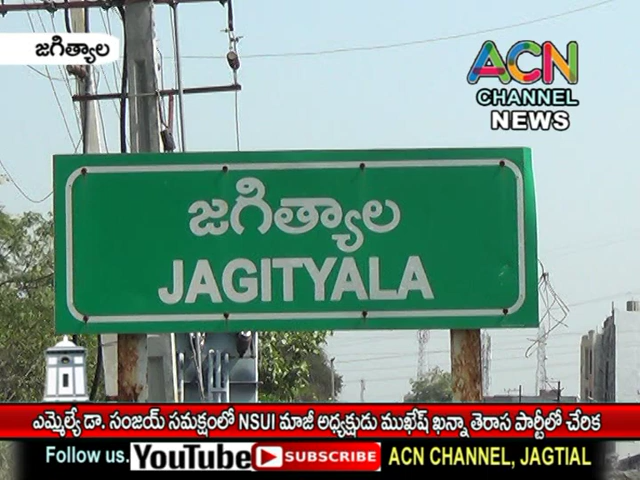 జగిత్యాల
ACN
CHANNEL
NEWS
జగిత్యాల
JAGITYALA
ఎమ్మెల్యే డా. సంజయ్ సమక్షంలో NSUI మాజీ అధ్యక్షుడు ముఖేష్ ఖన్నా తెరాస పార్టీలో చేరిక
Follow us. YouTube SUBSCRIBE ACN CHANNEL, JAGTIAL